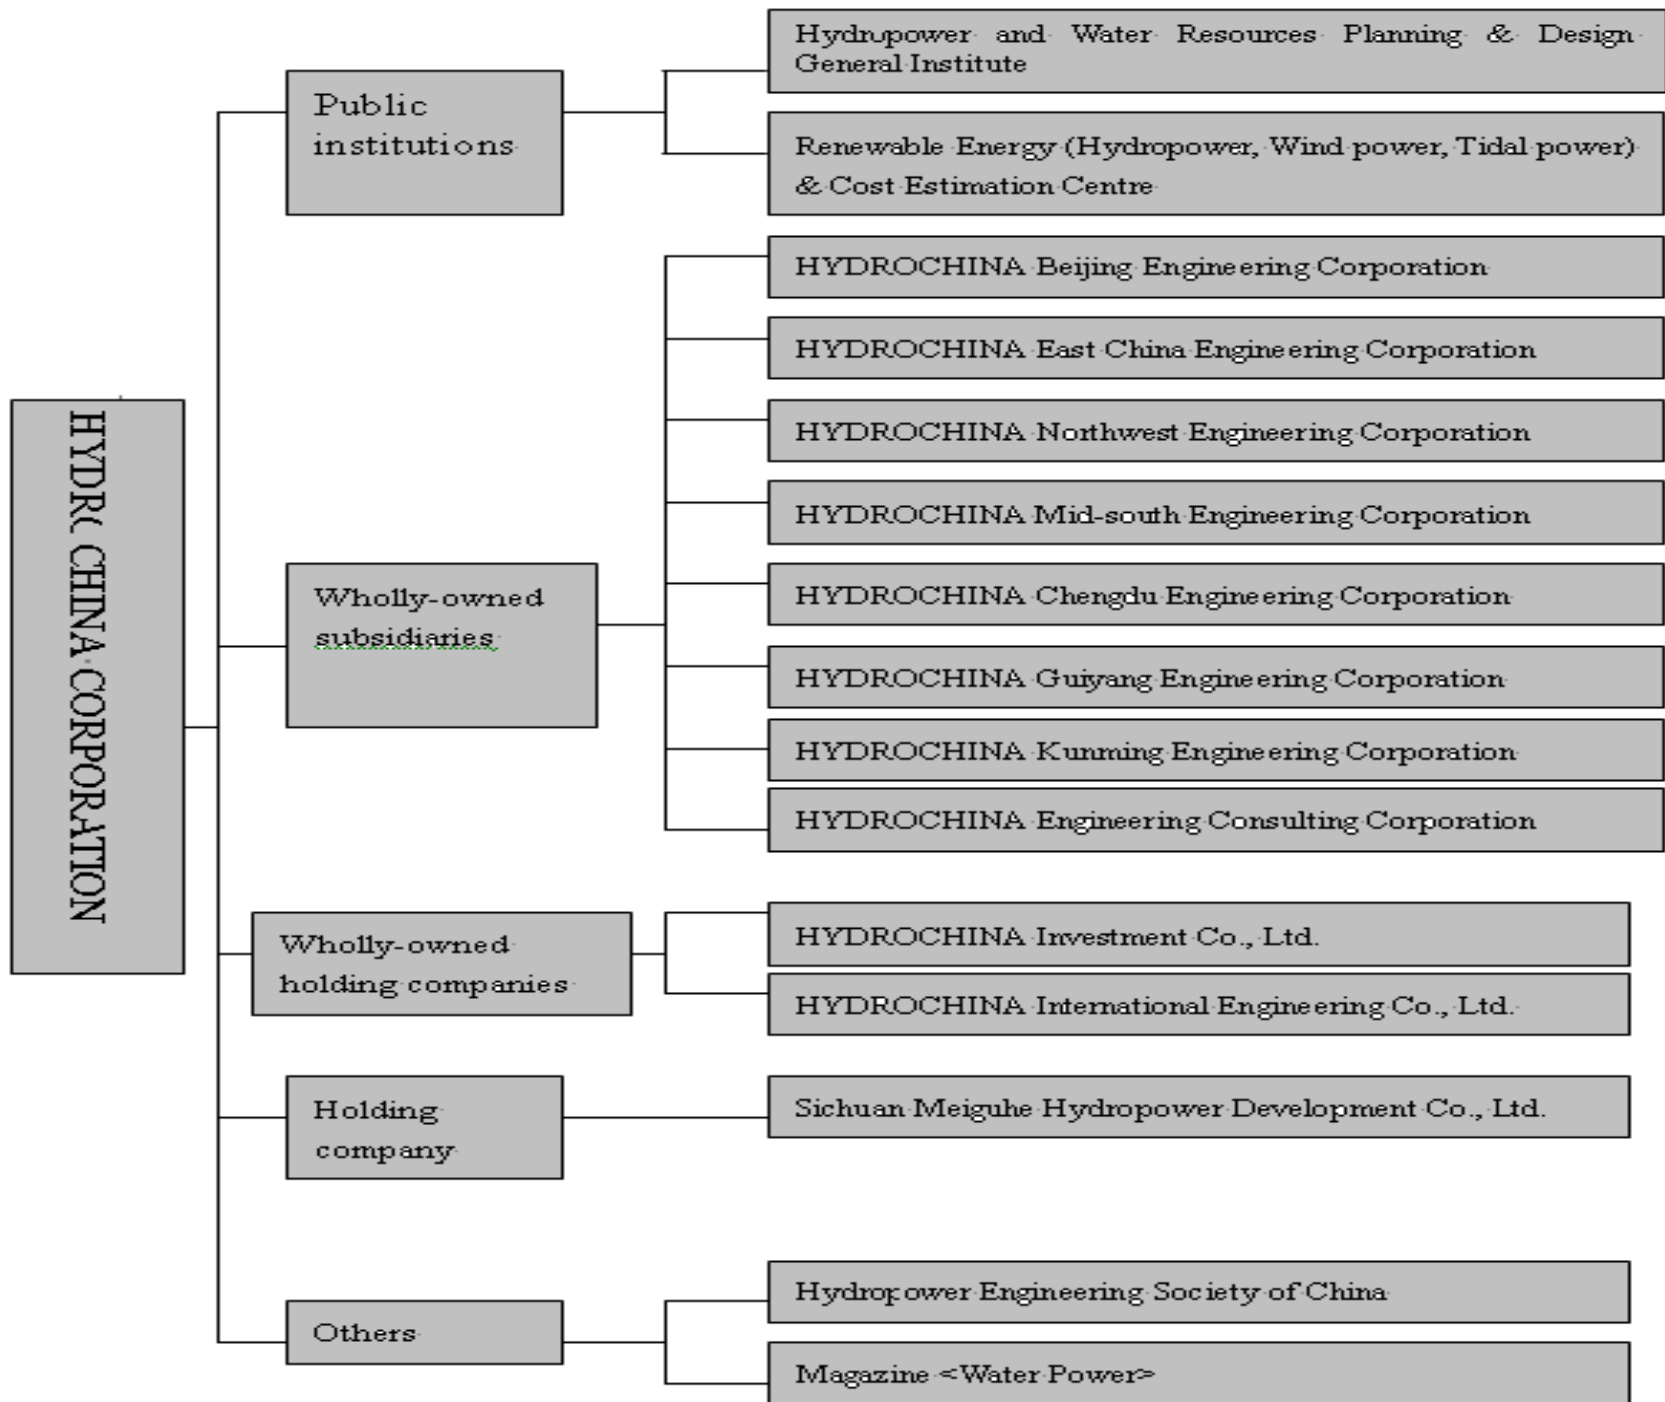 HYDRC CHINA CORPORATION
Public
institutions
Hydropower and Water Resources Planning & Design
General Institute
Renewable Energy (Hydropower, Wind power, Tidal power)
& Cost Estimation Centre
Wholly-owned
subsidiaries
HYDROCHINA Beijing Engineering Corporation
HYDROCHINA East China Engineering Corporation
HYDROCHINA Northwest Engineering Corporation
HYDROCHINA Mid-south Engineering Corporation
HYDROCHINA Chengdu Engineering Corporation
HYDROCHINA Guiyang Engineering Corporation
HYDROCHINA Kunming Engineering Corporation
HYDROCHINA Engineering Consulting Corporation
Wholly-owned
holding companies
HYDROCHINA Investment Co., Ltd.
HYDROCHINA International Engineering Co., Ltd.
Holding
company
Sichuan Meiguhe Hydropower Development Co., Ltd.
Others
Hydropower Engineering Society of China
Magazine <Water Power>